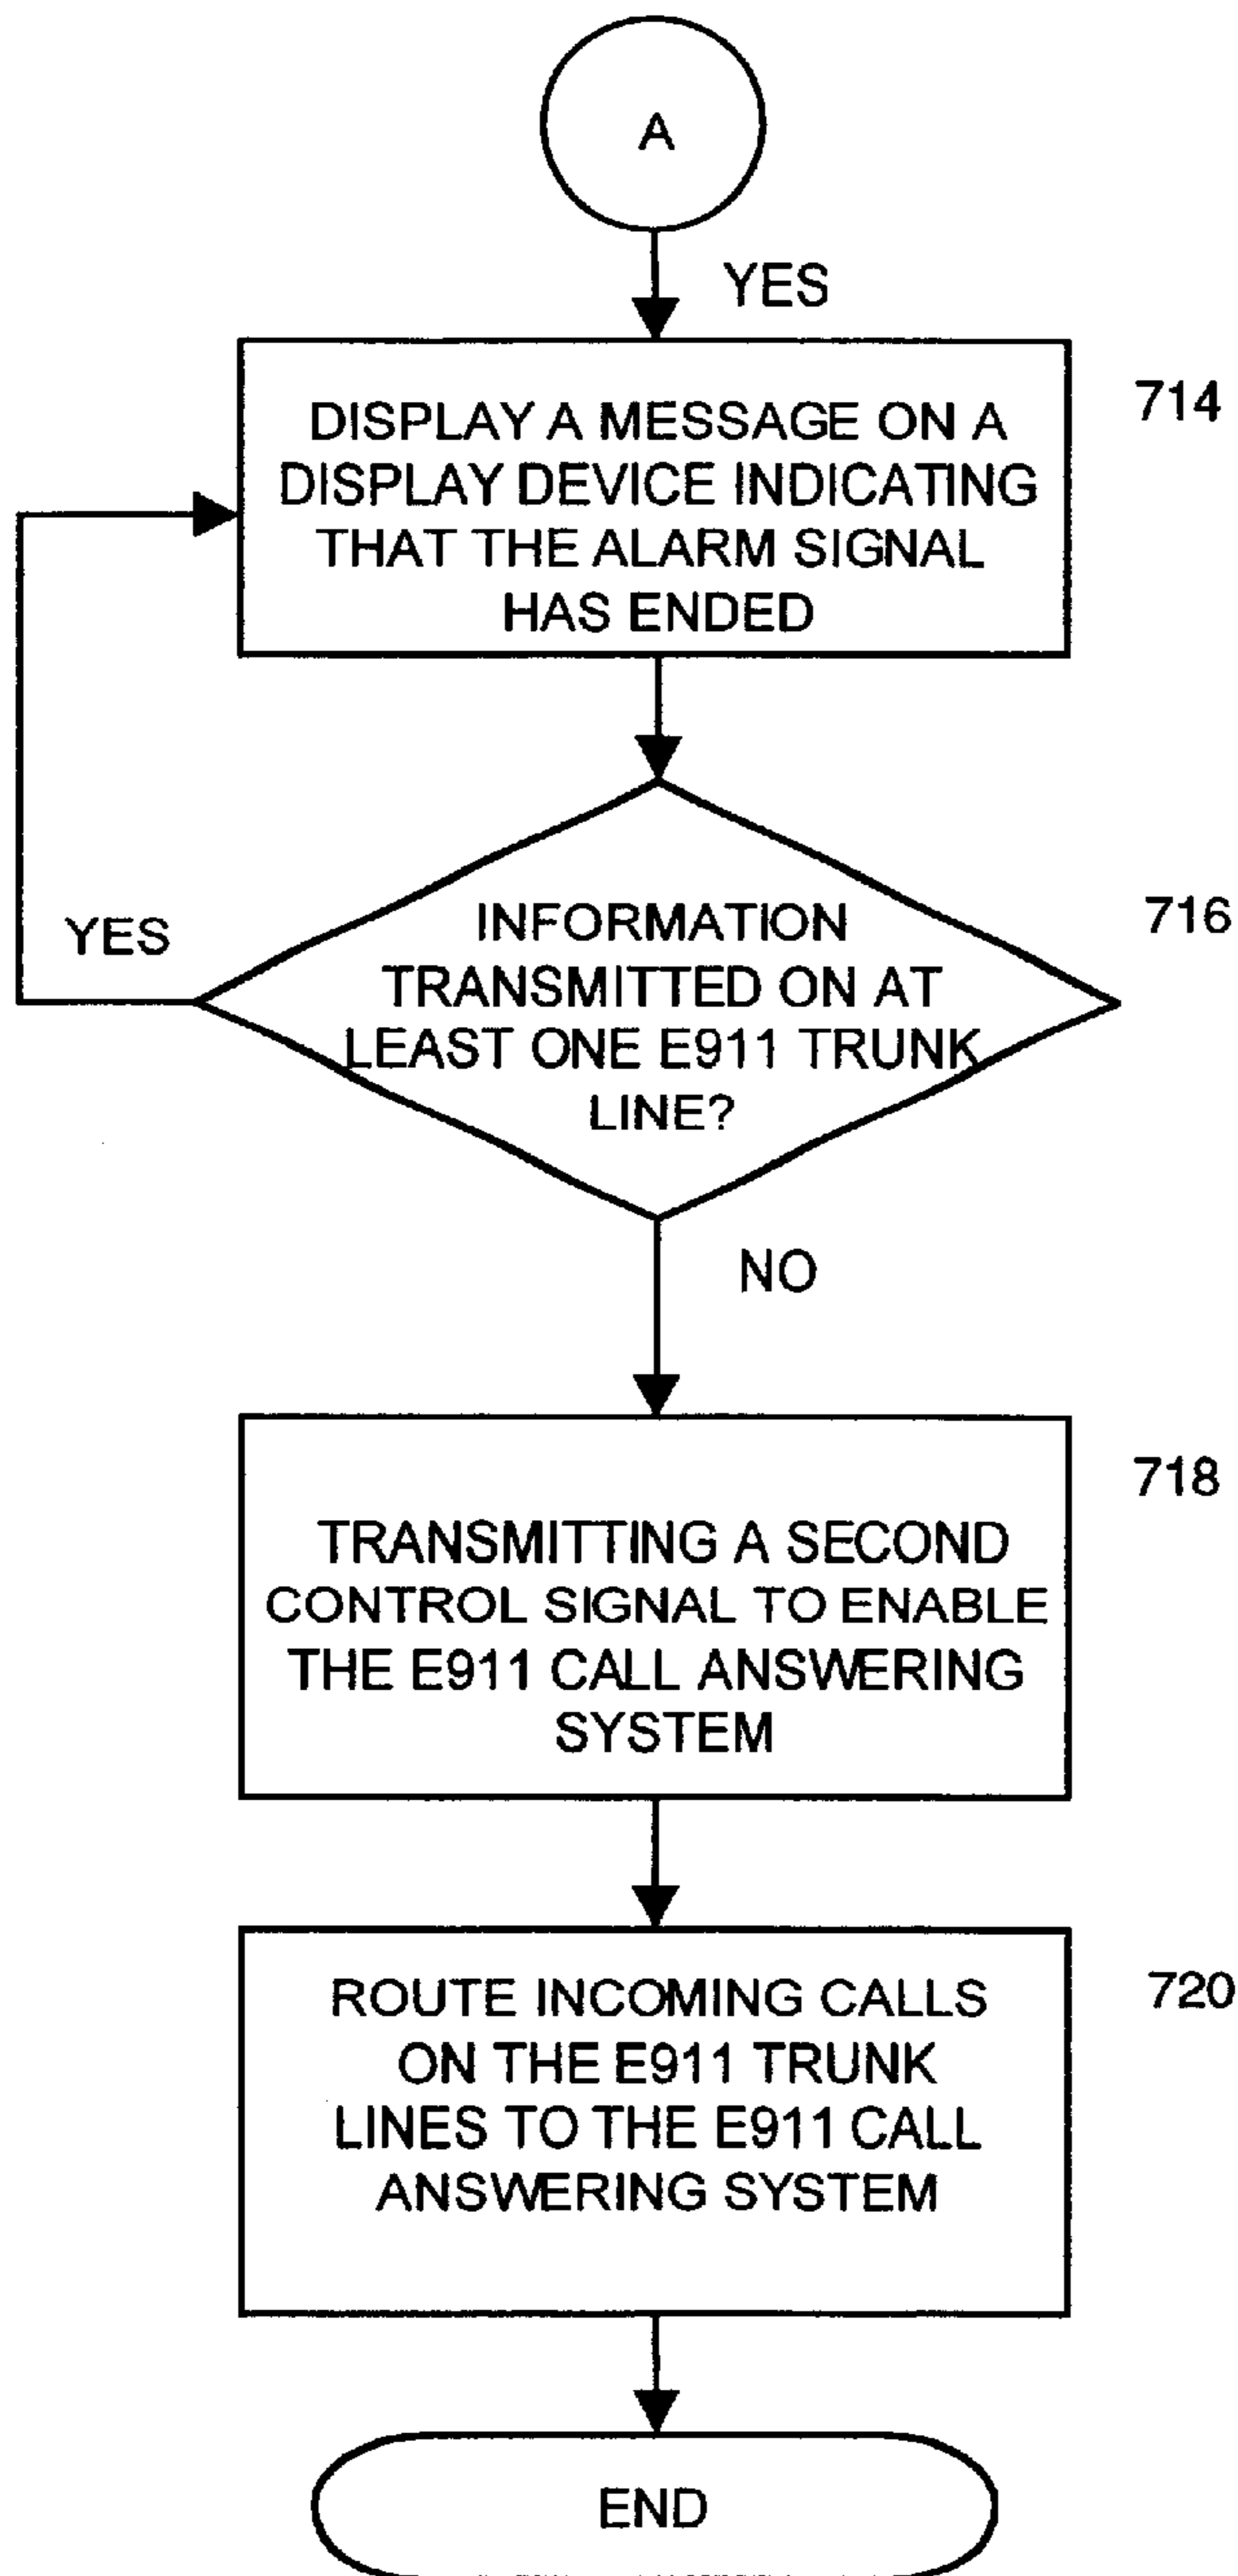 A
YES
DISPLAY A MESSAGE ON A
DISPLAY DEVICE INDICATING
THAT THE ALARM SIGNAL
HAS ENDED
714
YES
INFORMATION
TRANSMITTED ON AT
LEAST ONE E911 TRUNK
LINE?
716
NO
TRANSMITTING A SECOND
CONTROL SIGNAL TO ENABLE
THE E911 CALL ANSWERING
SYSTEM
718
ROUTE INCOMING CALLS
ON THE E911 TRUNK
LINES TO THE E911 CALL
ANSWERING SYSTEM
720
END